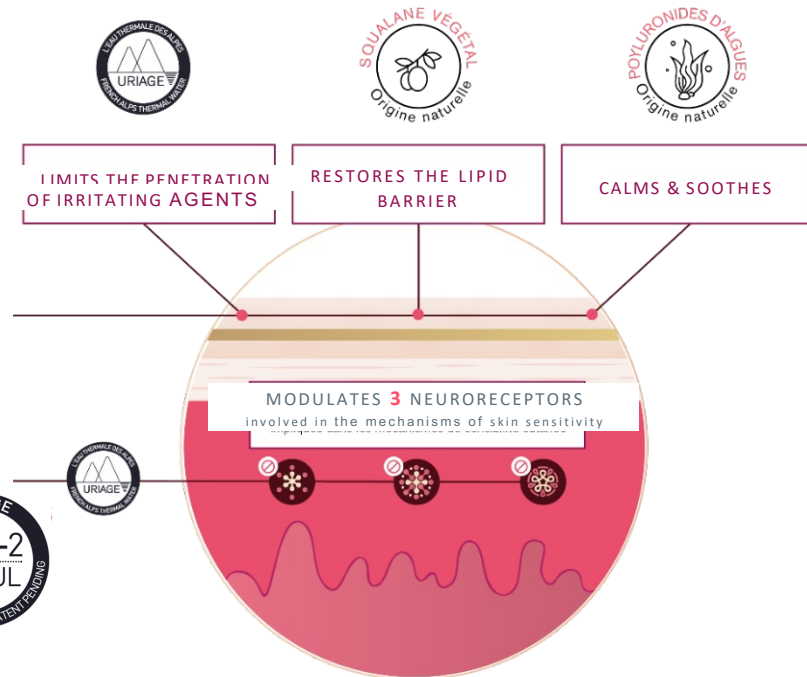 L'EAU THERMALE DES ALPES
URIAGE
FRENCH ALPS THERMAL WATER
SQUALANE VÉGÉTAL
Origine naturelle
POYLURONIDES D'ALGUES
Origine naturelle
LIMITS THE PENETRATION
OF IRRITATING AGENTS
RESTORES THE LIPID
BARRIER
CALMS & SOOTHES
MODULATES 3 NEURORECEPTORS
involved in the mechanisms of skin sensitivity
L'EAU THERMALE DES ALPES
URIAGE
FRENCH ALPS THERMAL WATER
-2
PATENT PENDING